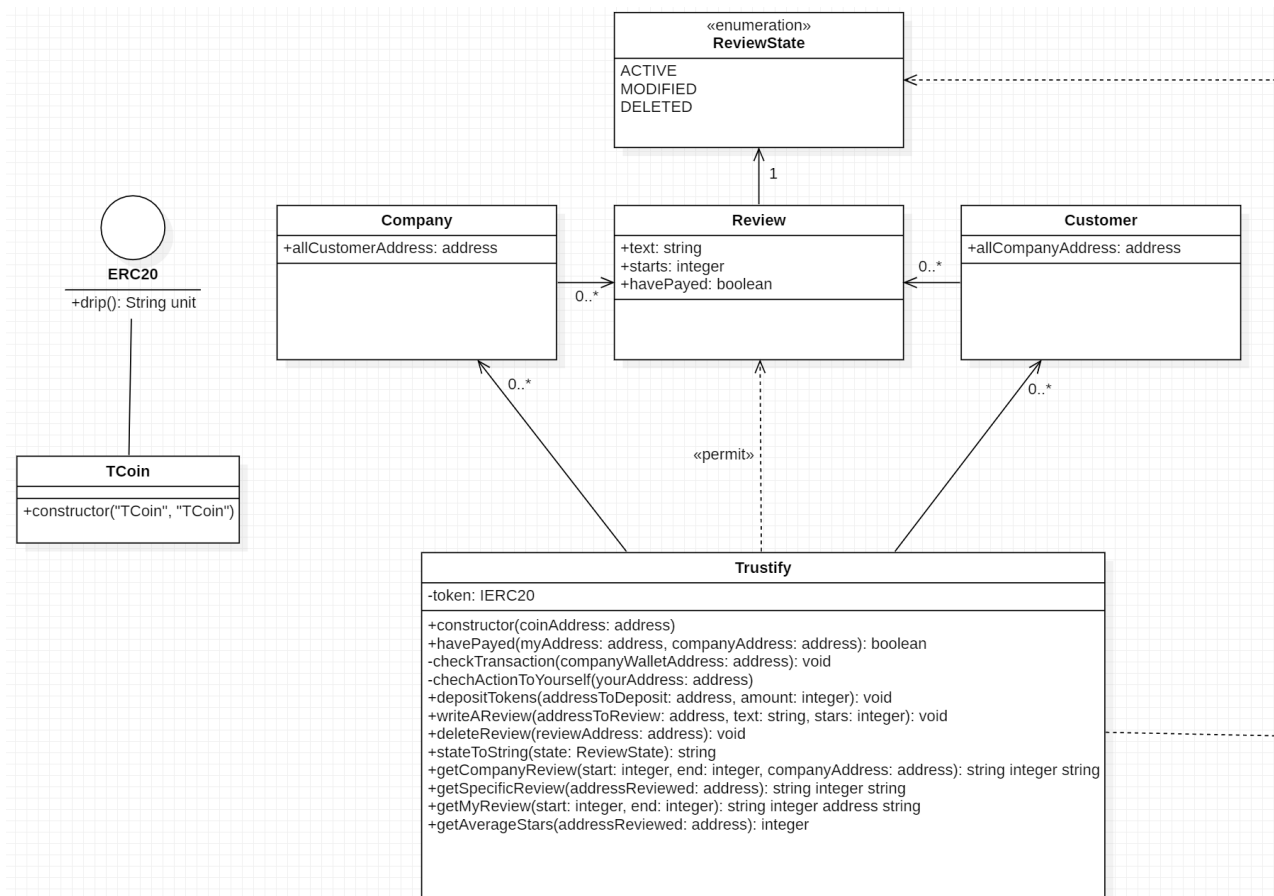 «enumeration»
ReviewState
ACTIVE
MODIFIED
DELETED
1
ERC20
+drip(): String unit
Company
+allCustomerAddress: address
0..*
Review
+text: string
+starts: integer
+havePayed: boolean
0..*
Customer
+allCompanyAddress: address
0..*
0..*
«permit»
TCoin
+constructor("TCoin", "TCoin")
Trustify
-token: IERC20
+constructor(coinAddress: address)
+havePayed(myAddress: address, companyAddress: address): boolean
-checkTransaction(companyWalletAddress: address): void
-chechActionToYourself(yourAddress: address)
+depositTokens(addressToDeposit: address, amount: integer): void
+writeAReview(addressToReview: address, text: string, stars: integer): void
+deleteReview(reviewAddress: address): void
+stateToString(state: ReviewState): string
+getCompanyReview(start: integer, end: integer, companyAddress: address): string integer string
+getSpecificReview(addressReviewed: address): string integer string
+getMyReview(start: integer, end: integer): string integer address string
+getAverageStars(addressReviewed: address): integer